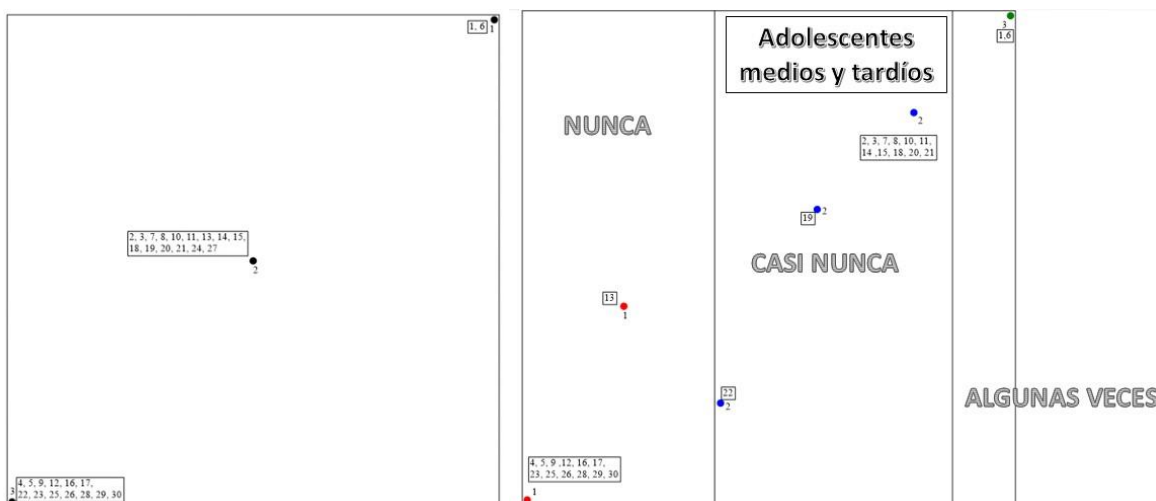 1, 6
1
2, 3, 7, 8, 10, 11, 13, 14, 15,
18, 19, 20, 21, 24, 27
2
4, 5, 9, 12, 16, 17,
22, 23, 25, 26, 28, 29, 30
3
Adolescentes
medios y tardíos
3
1,6
NUNCA
2
2, 3, 7, 8, 10, 11,
14 ,15, 18, 20, 21
19
2
CASI NUNCA
13
1
22
2
ALGUNAS VECES
4, 5, 9 ,12, 16, 17,
23, 25, 26, 28, 29, 30
1